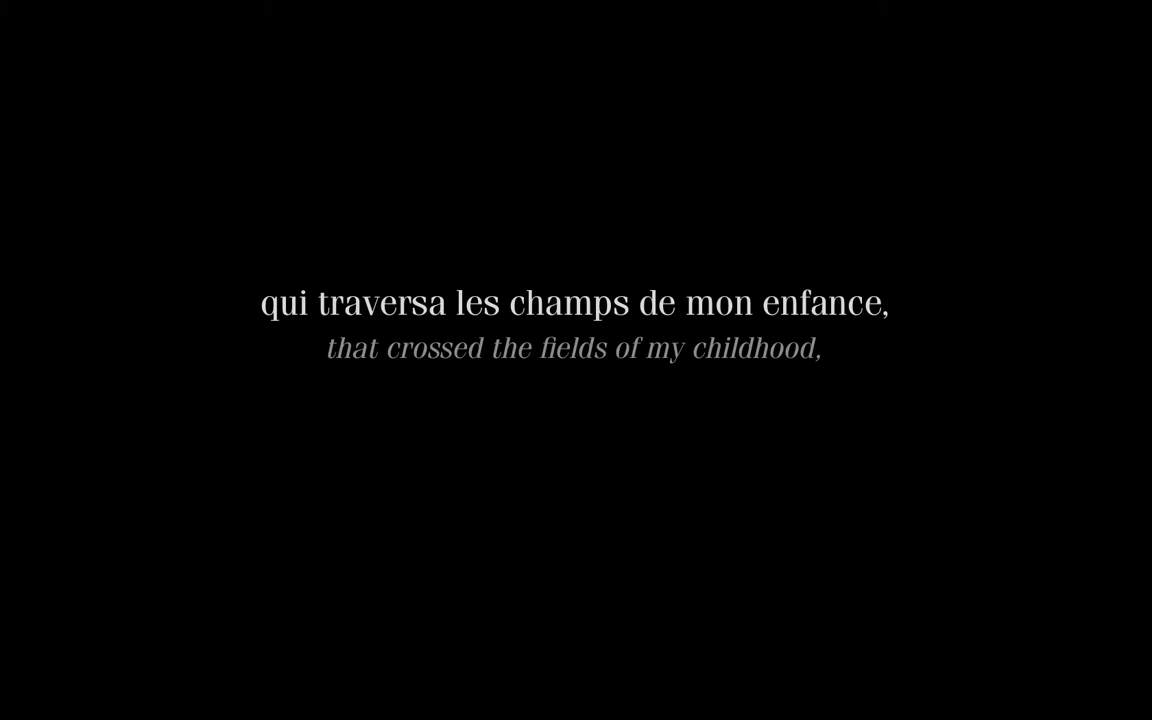 qui traversa les champs de mon enfance,
that crossed the fields of my childhood,